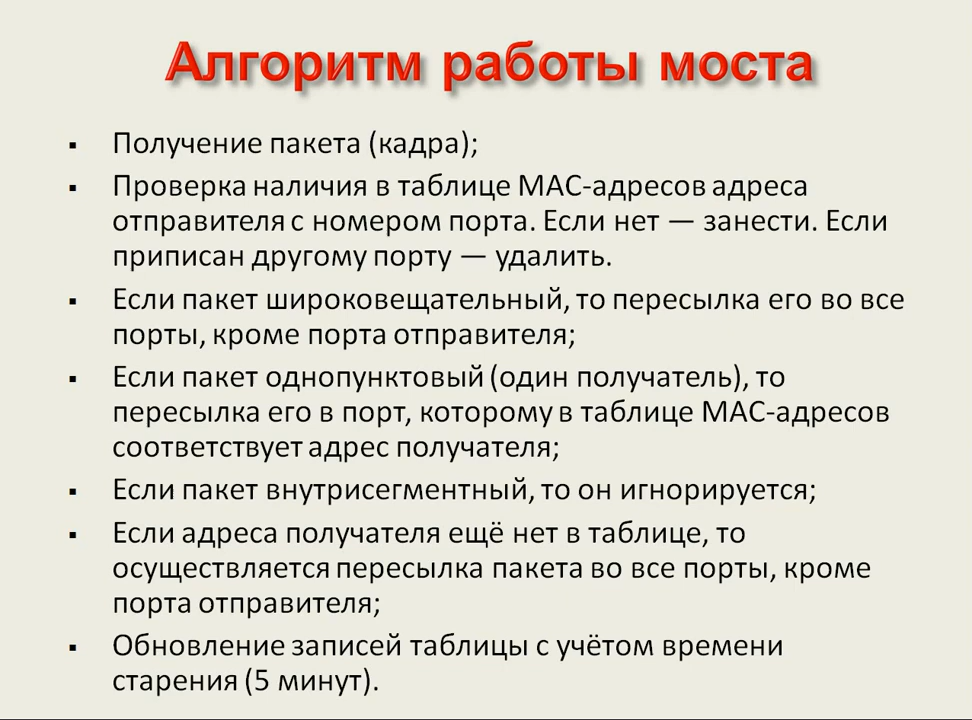 Алгоритм работы моста
▪ Получение пакета (кадра);
▪ Проверка наличия в таблице МАС-адресов адреса
отправителя с номером порта. Если нет — занести. Если
приписан другому порту — удалить.
▪ Если пакет широковещательный, то пересылка его во все
порты, кроме порта отправителя;
▪ Если пакет однопунктовый (один получатель), то
пересылка его в порт, которому в таблице МАС-адресов
соответствует адрес получателя;
▪ Если пакет внутрисегментный, то он игнорируется;
▪ Если адреса получателя ещё нет в таблице, то
осуществляется пересылка пакета во все порты, кроме
порта отправителя;
▪ Обновление записей таблицы с учётом времени
старения (5 минут).